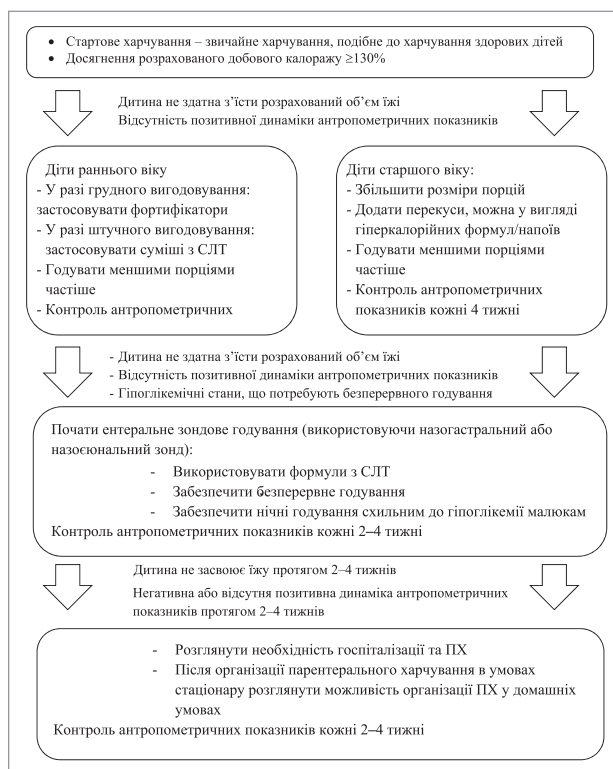 • Стартове харчування – звичайне харчування, подібне до харчування здорових дітей
• Досягнення розрахованого добового калоражу ≥130%
Дитина не здатна з’їсти розрахований об’єм їжі
Відсутність позитивної динаміки антропометричних показників
Діти раннього віку
- У разі грудного вигодовування:
застосовувати фортифікатори
- У разі штучного вигодовування:
застосовувати суміші з СЛТ
- Годувати меншими порціями
частіше
- Контроль антропометричних
Діти старшого віку:
- Збільшити розміри порцій
- Додати перекуси, можна у вигляді
гіперкалорійних формул/напоїв
- Годувати меншими порціями
частіше
- Контроль антропометричних
показників кожні 4 тижні
- Дитина не здатна з’їсти розрахований об’єм їжі
- Відсутність позитивної динаміки антропометричних показників
- Гіпоглікемічні стани, що потребують безперервного годування
Почати ентеральне зондове годування (використовуючи назогастральний або
назоєюнальний зонд):
- Використовувати формули з СЛТ
- Забезпечити безперервне годування
- Забезпечити нічні годування схильним до гіпоглікемії малюкам
Контроль антропометричних показників кожні 2–4 тижні
Дитина не засвоює їжу протягом 2–4 тижнів
Негативна або відсутня позитивна динаміка антропометричних
показників протягом 2–4 тижнів
- Розглянути необхідність госпіталізації та ПХ
- Після організації парентерального харчування в умовах
стаціонару розглянути можливість організації ПХ у домашніх
умовах
Контроль антропометричних показників кожні 2–4 тижні